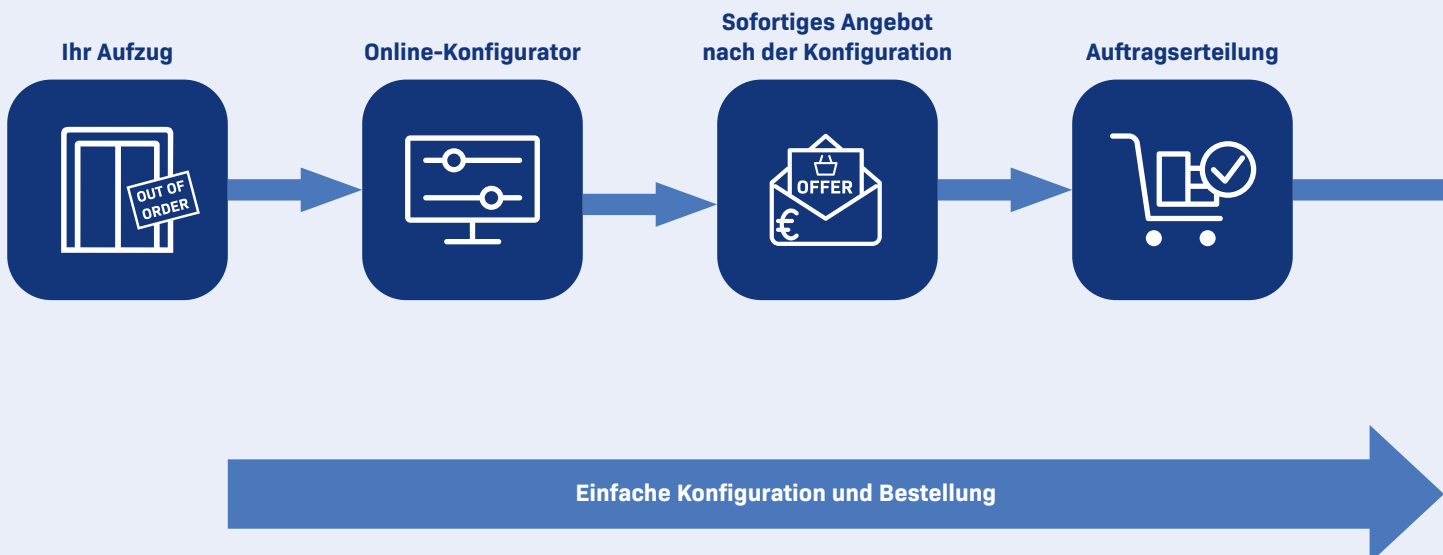 Ihr Aufzug
Online-Konfigurator
Sofortiges Angebot
nach der Konfiguration
Auftragserteilung
OUT OF
ORDER
OFFER
€
Einfache Konfiguration und Bestellung